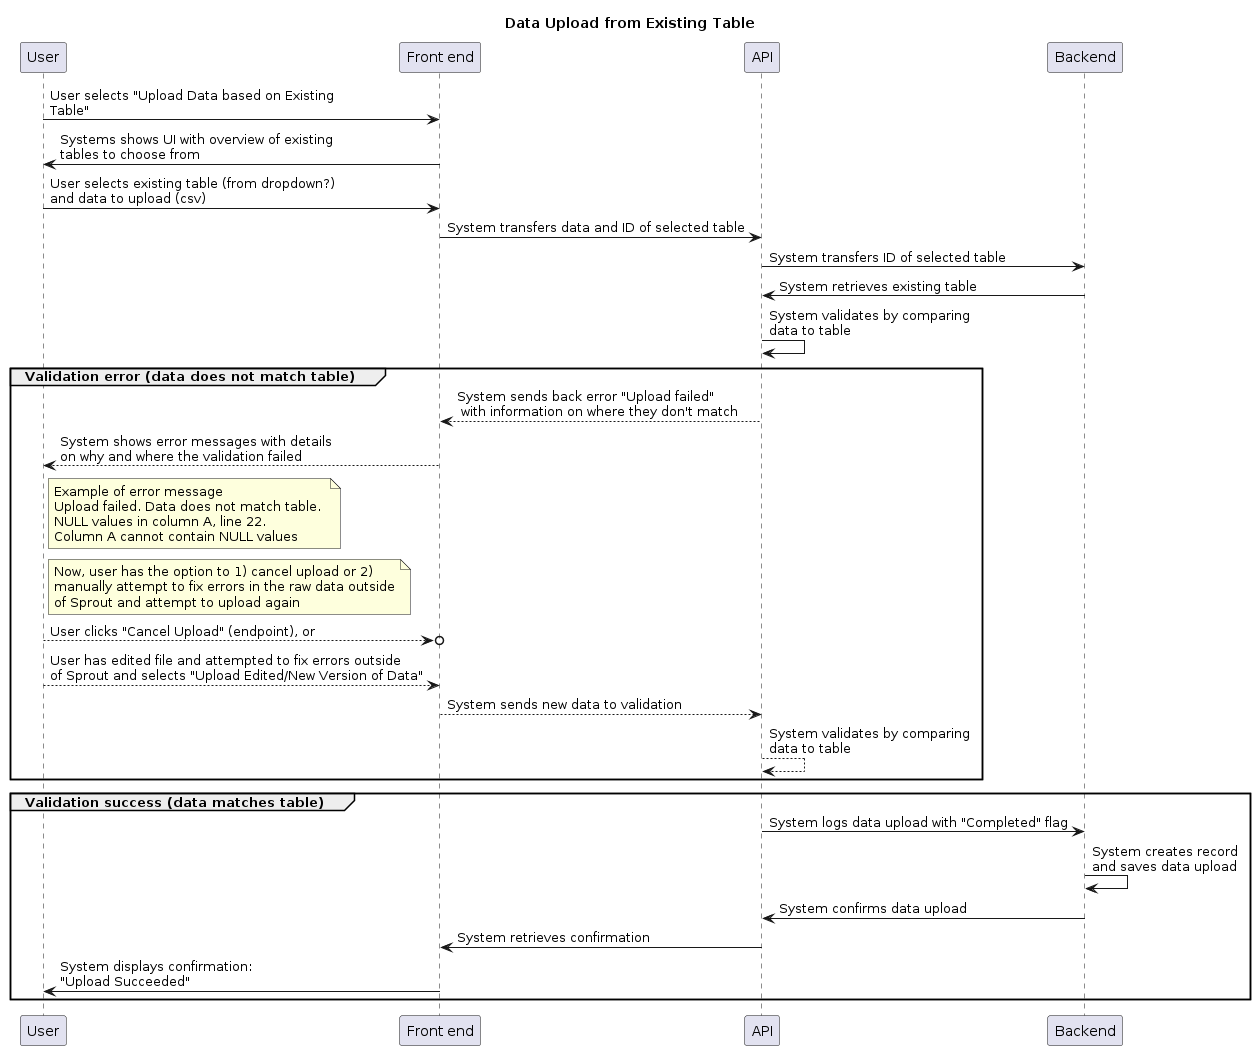 Data Upload from Existing Table
User Front end API Backend
User selects "Upload Data based on Existing
Table"
Systems shows UI with overview of existing
tables to choose from
User selects existing table (from dropdown?)
and data to upload (csv)
System transfers data and ID of selected table
System transfers ID of selected table
System retrieves existing table
System validates by comparing
data to table
Validation error (data does not match table)
System sends back error "Upload failed"
with information on where they don't match
System shows error messages with details
on why and where the validation failed
Example of error message
Upload failed. Data does not match table.
NULL values in column A, line 22.
Column A cannot contain NULL values
Now, user has the option to 1) cancel upload or 2)
manually attempt to fix errors in the raw data outside
of Sprout and attempt to upload again
User clicks "Cancel Upload" (endpoint), or
User has edited file and attempted to fix errors outside
of Sprout and selects "Upload Edited/New Version of Data"
System sends new data to validation
System validates by comparing
data to table
Validation success (data matches table)
System logs data upload with "Completed" flag
System creates record
and saves data upload
System confirms data upload
System retrieves confirmation
System displays confirmation:
"Upload Succeeded"
User Front end API Backend